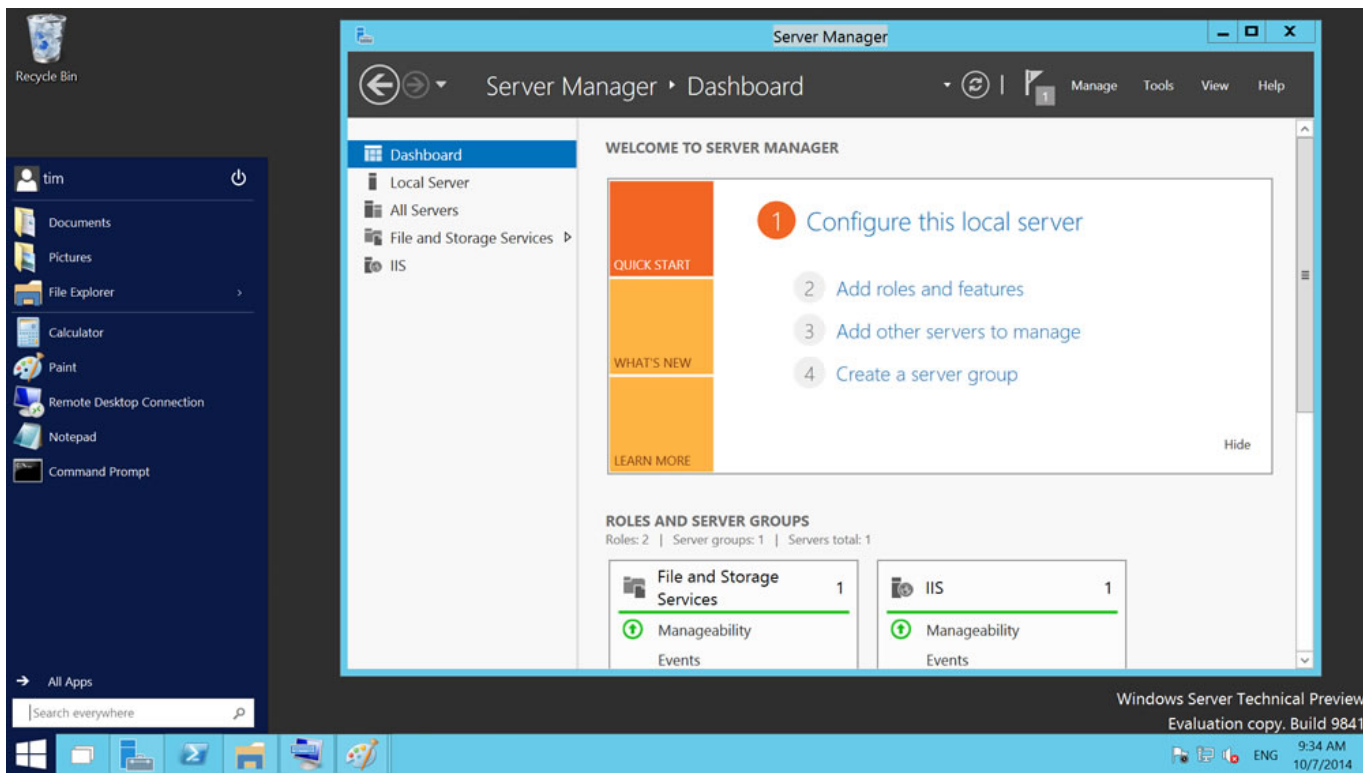 Recycle Bin
Server Manager
Server Manager • Dashboard
1
Manage Tools View Help
tim
Documents
Pictures
File Explorer
Calculator
Paint
Remote Desktop Connection
Notepad
Command Prompt
All Apps
Search everywhere
Dashboard
Local Server
All Servers
File and Storage Services
IIS
WELCOME TO SERVER MANAGER
QUICK START
WHAT'S NEW
LEARN MORE
1 Configure this local server
2 Add roles and features
3 Add other servers to manage
4 Create a server group
Hide
ROLES AND SERVER GROUPS
Roles: 2 | Server groups: 1 | Servers total: 1
File and Storage
Services
1
Manageability
Events
IIS 1
Manageability
Events
Windows Server Technical Preview
Evaluation copy. Build 9841
ENG
9:34 AM
10/7/2014